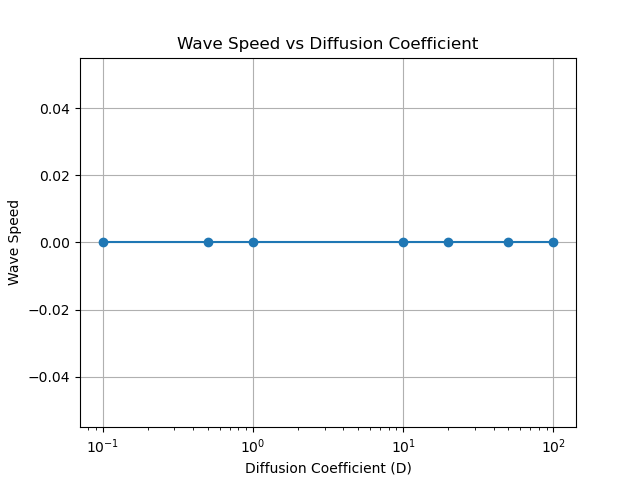 Wave Speed vs Diffusion Coefficient
0.04
0.02
0.00
−0.02
−0.04
Wave Speed
10⁻¹ 10⁰ 10¹ 10²
Diffusion Coefficient (D)